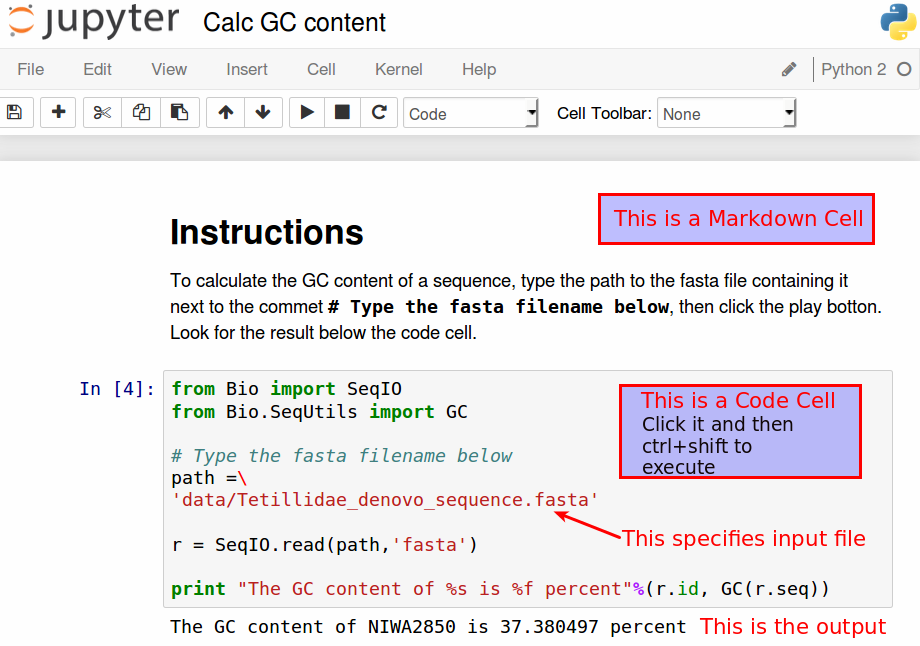 jupyter Calc GC content
File Edit View Insert Cell Kernel Help Python 2
Code Cell Toolbar: None
Instructions
This is a Markdown Cell
To calculate the GC content of a sequence, type the path to the fasta file containing it
next to the commet # Type the fasta filename below, then click the play botton.
Look for the result below the code cell.
In [4]:
from Bio import SeqIO
from Bio.SeqUtils import GC
This is a Code Cell
Click it and then
ctrl+shift to
execute
# Type the fasta filename below
path =\
'data/Tetillidae_denovo_sequence.fasta'
This specifies input file
r = SeqIO.read(path,'fasta')
print "The GC content of %s is %f percent"%(r.id, GC(r.seq))
The GC content of NIWA2850 is 37.380497 percent
This is the output